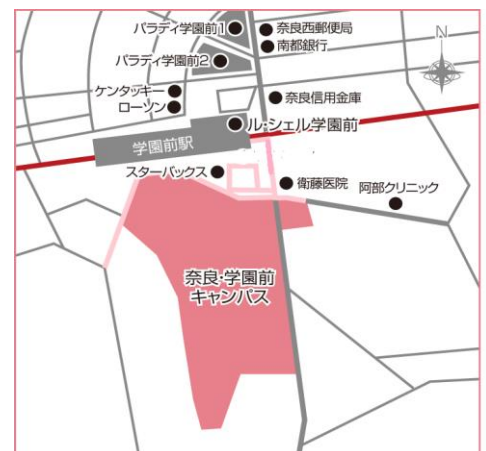 パラディ学園前1
奈良西郵便局
南都銀行
N
パラディ学園前2
ケンタッキー
ローソン
奈良信用金庫
ル・シェル学園前
学園前駅
スターバックス
衛藤医院
阿部クリニック
奈良・学園前
キャンパス